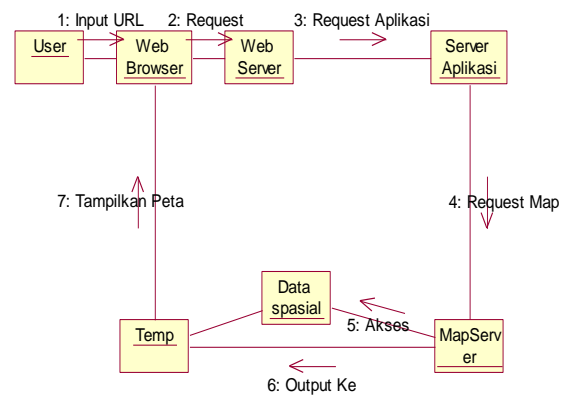 1: Input URL
2: Request
3: Request Aplikasi
User
Web
Browser
Web
Server
Server
Aplikasi
7: Tampilkan Peta
4: Request Map
Data
spasial
5: Akses
Temp
MapServ
er
6: Output Ke